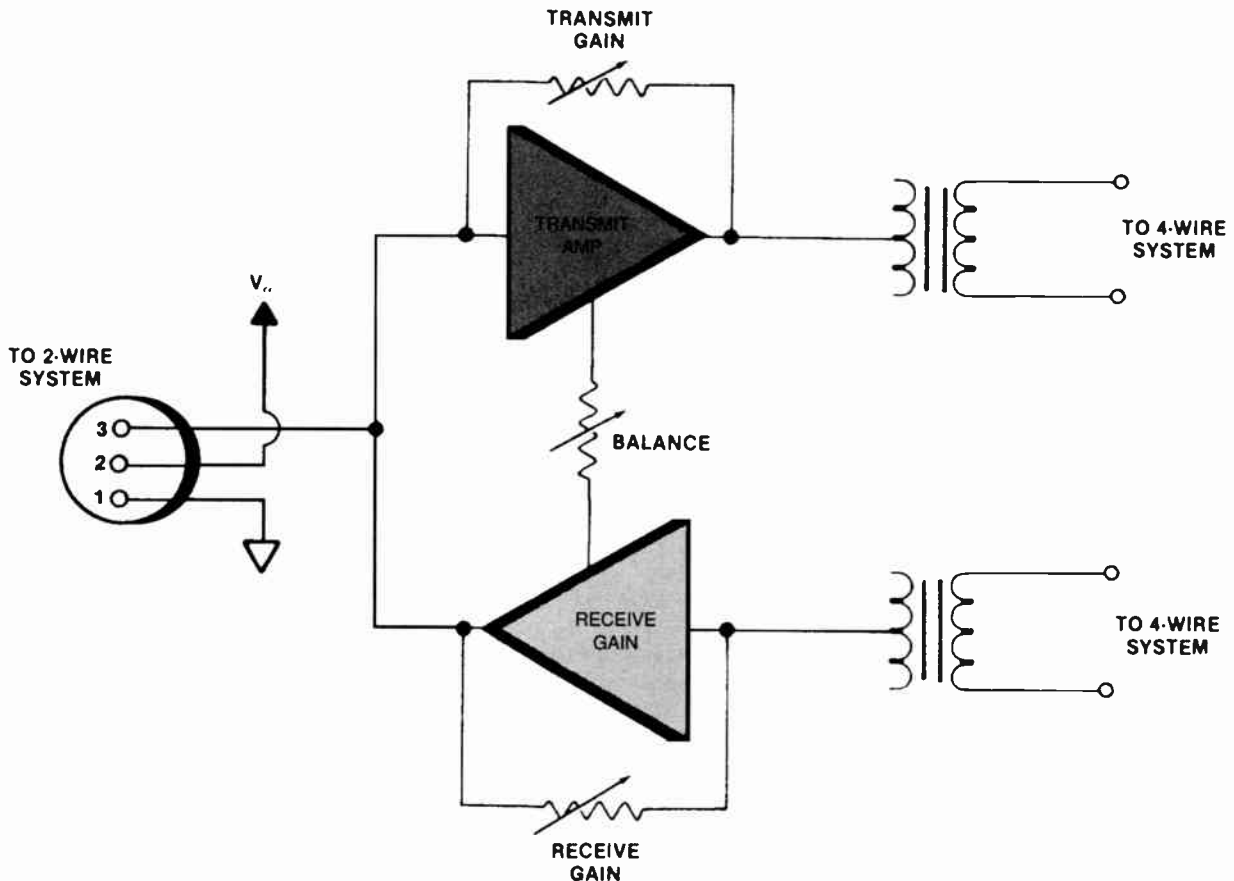 TRANSMIT
GAIN
TRANSMIT
AMP
TO 4-WIRE
SYSTEM
TO 2-WIRE
SYSTEM
3
2
1
BALANCE
RECEIVE
GAIN
TO 4-WIRE
SYSTEM
RECEIVE
GAIN